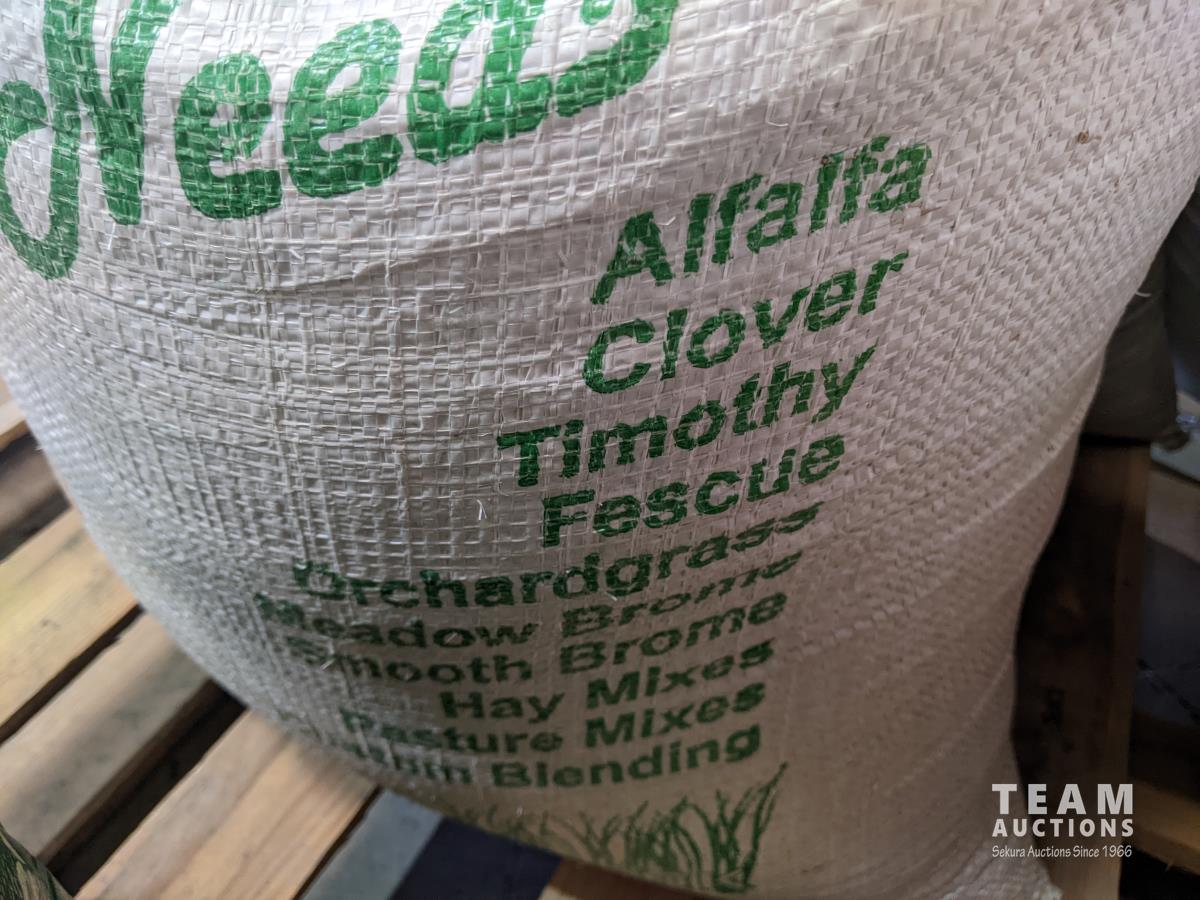 Needs
Alfalfa
Clover
Timothy
Fescue
Orchardgrass
Meadow Brome
Smooth Brome
Hay Mixes
Pasture Mixes
Blending
TEAM
AUCTIONS
Sekura Auctions Since 1966